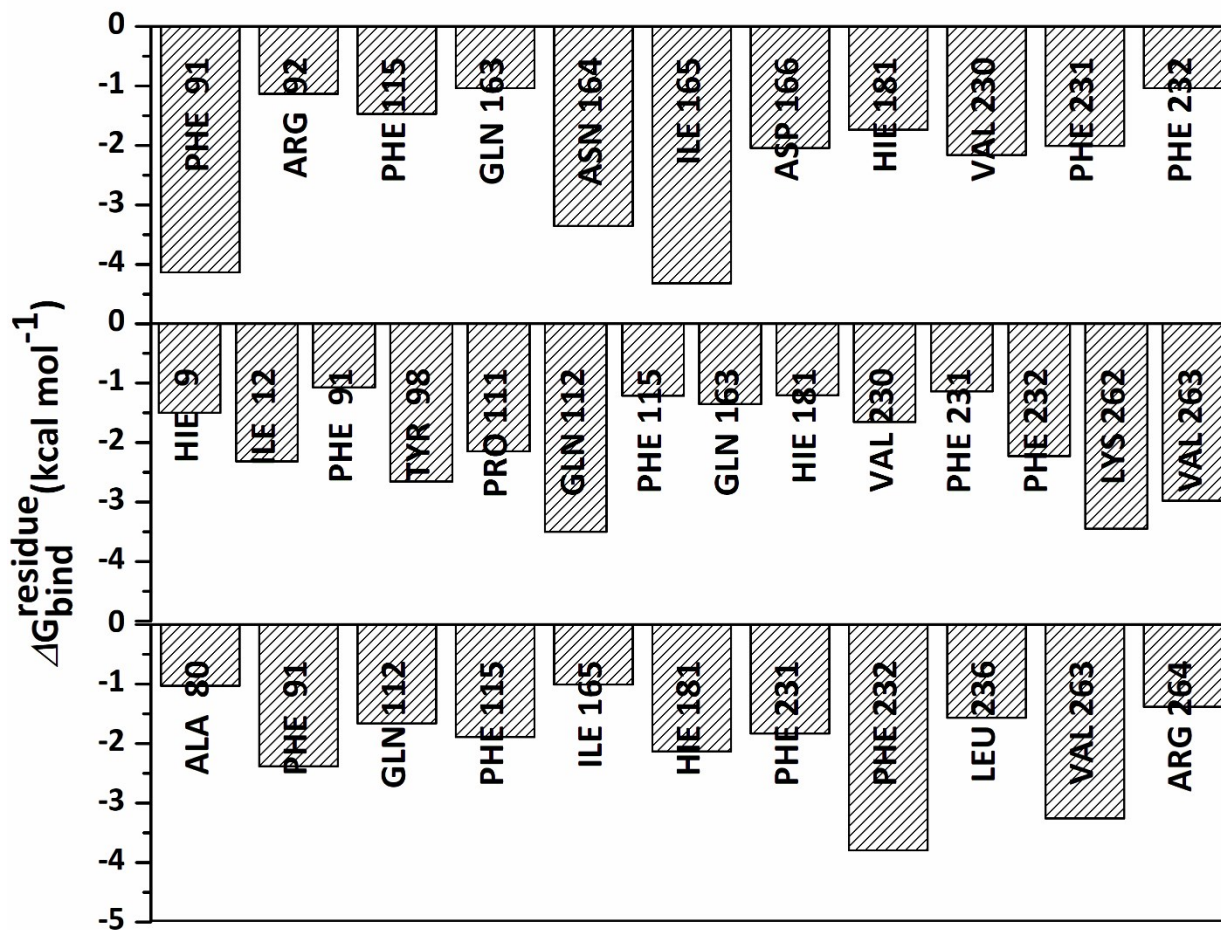 ΔG residue bind (kcal mol⁻¹)
0
-1
-2
-3
-4
PHE 91
ARG 92
PHE 115
GLN 163
ASN 164
ILE 165
ASP 166
HIE 181
VAL 230
PHE 231
PHE 232
0
-1
-2
-3
-4
HIE 9
ILE 12
PHE 91
TYR 98
PRO 111
GLN 112
PHE 115
GLN 163
HIE 181
VAL 230
PHE 231
PHE 232
LYS 262
VAL 263
0
-1
-2
-3
-4
-5
ALA 80
PHE 91
GLN 112
PHE 115
ILE 165
HIE 181
PHE 231
PHE 232
LEU 236
VAL 263
ARG 264